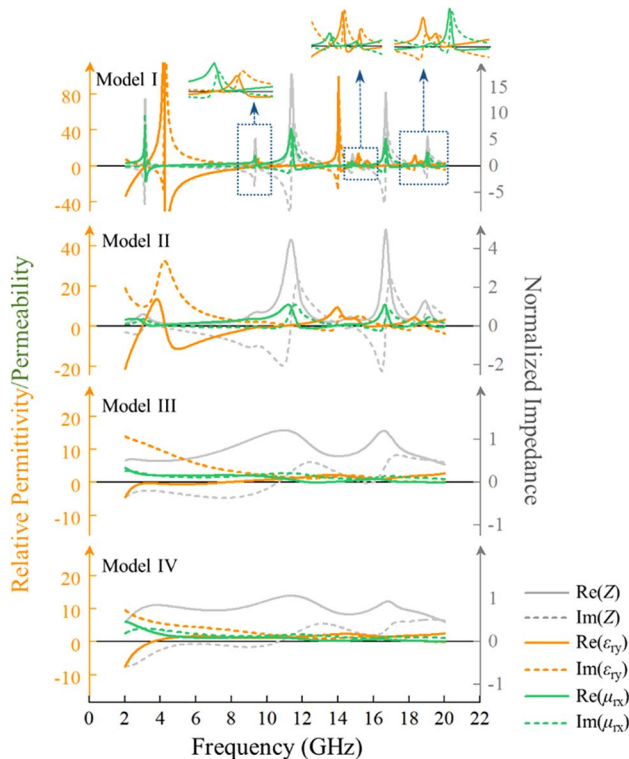 Model I
80
40
0
-40
15
10
5
0
-5
Model II
40
20
0
-20
4
2
0
-2
Model III
20
10
0
-10
1
0
-1
Model IV
20
10
0
-10
1
0
-1
0 2 4 6 8 10 12 14 16 18 20 22
Frequency (GHz)
Relative Permittivity/Permeability
Normalized Impedance
Re(Z)
Im(Z)
Re(εry)
Im(εry)
Re(μrx)
Im(μrx)